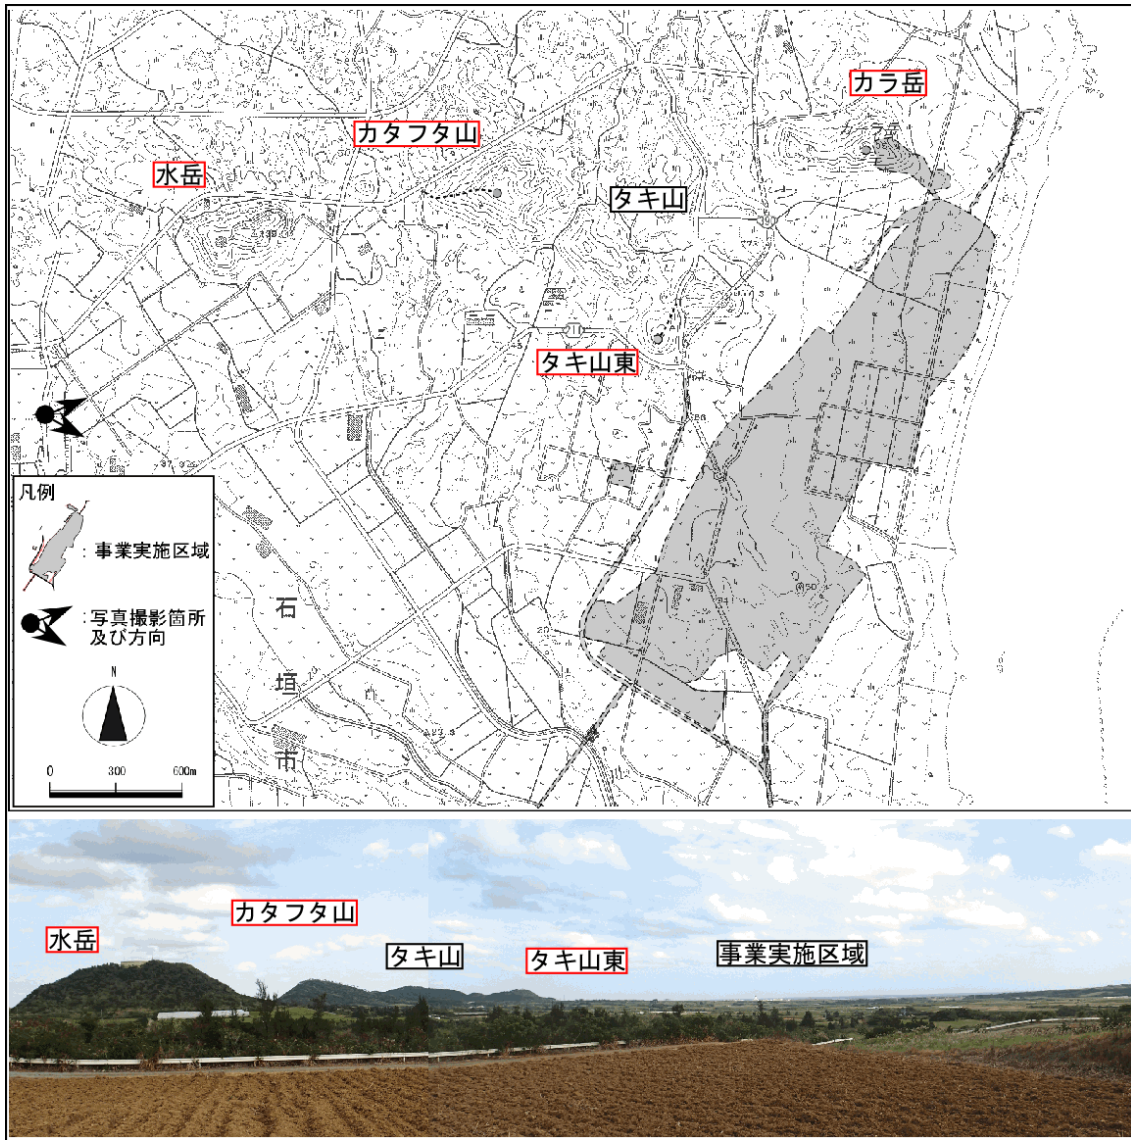 カラ岳
カタフタ山
水岳
タキ山
タキ山東
凡例
: 事業実施区域
: 写真撮影箇所
及び方向
N
0 300 600m
石
垣
市
カタフタ山
水岳
タキ山
タキ山東
事業実施区域